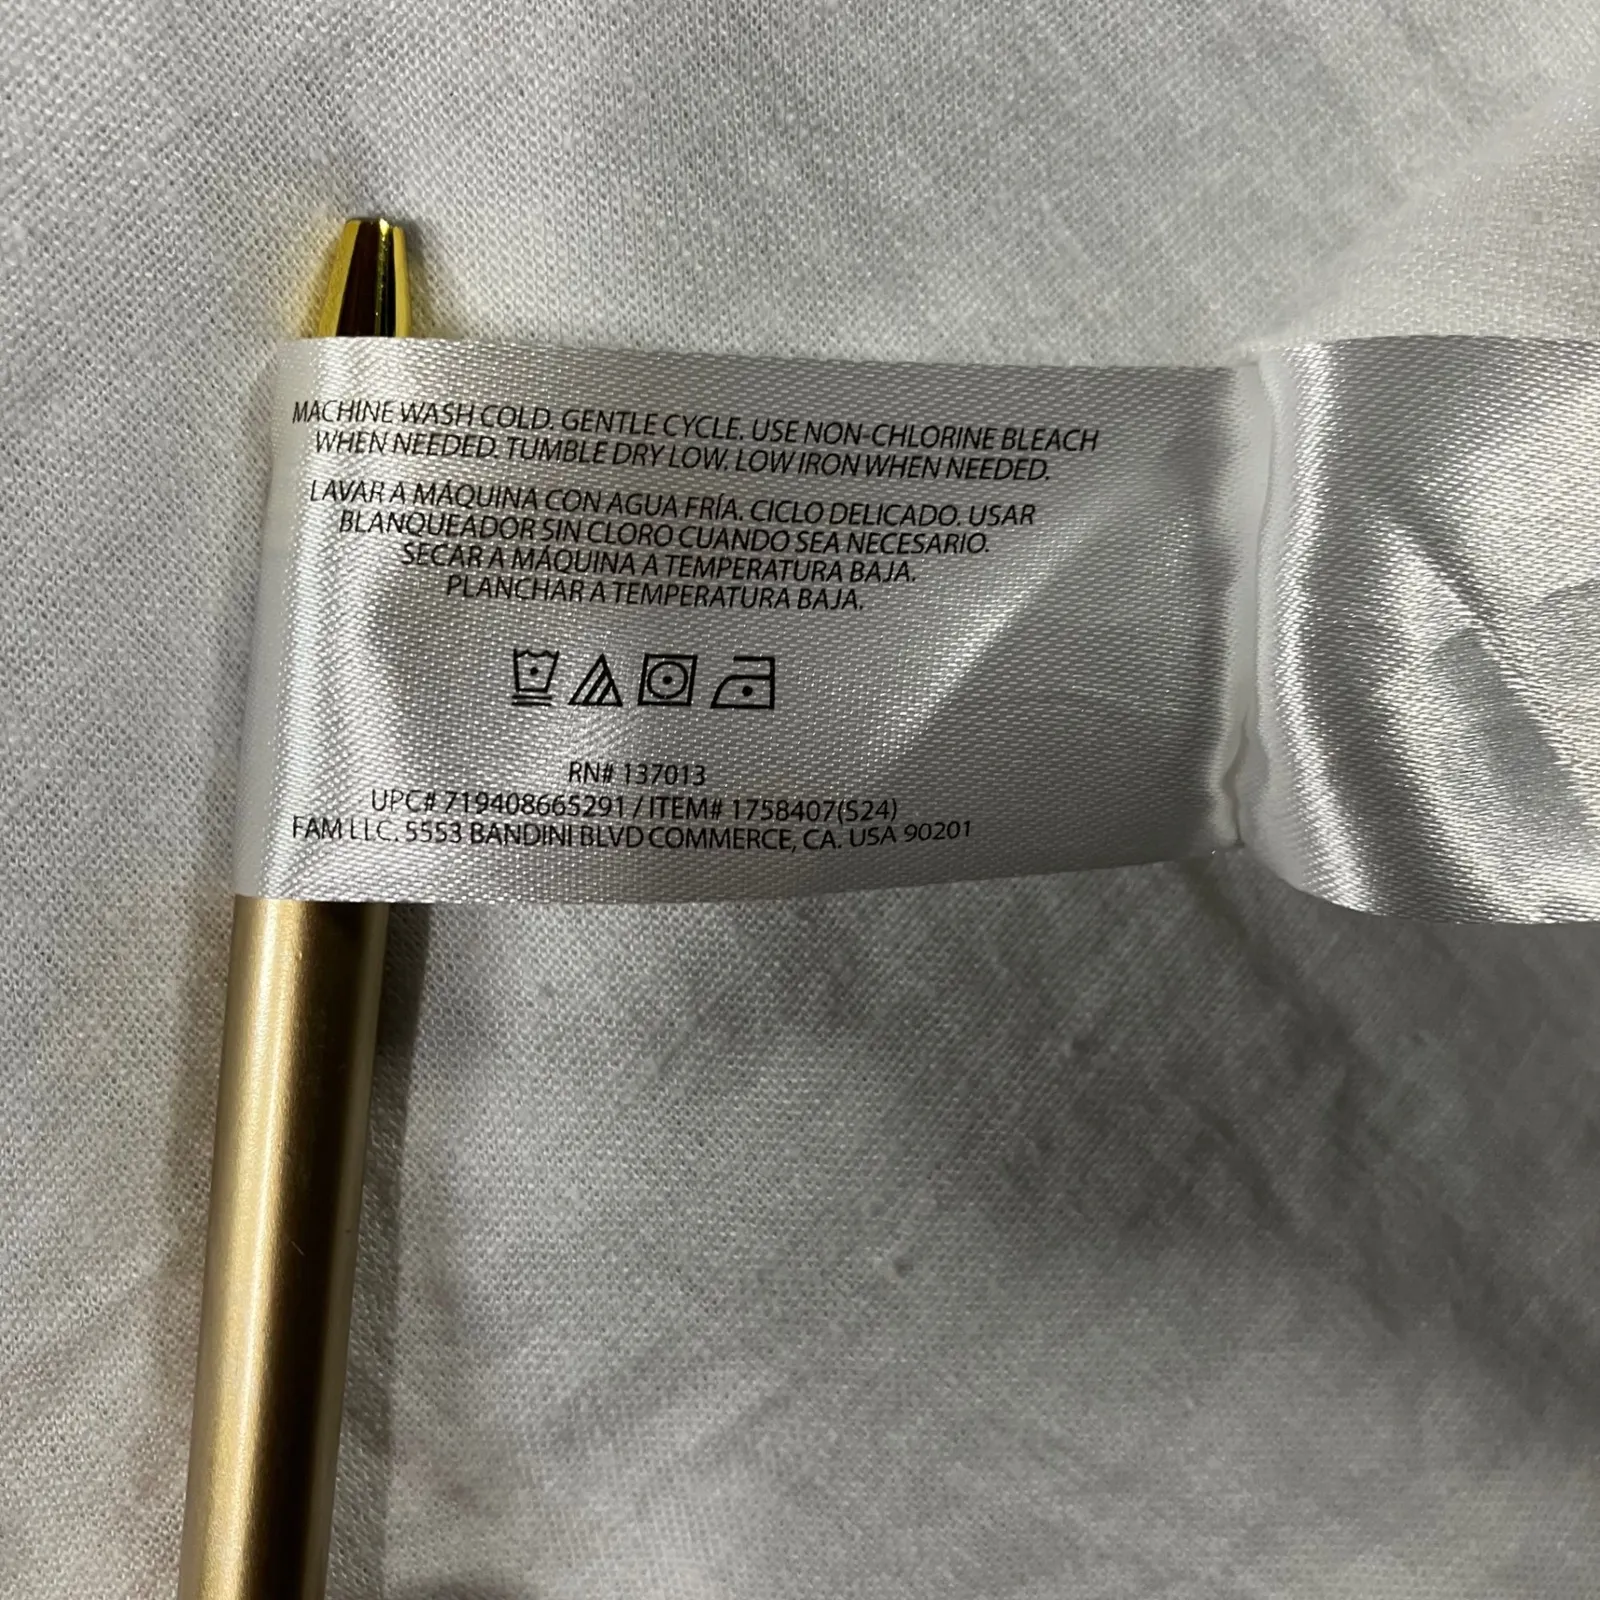 MACHINE WASH COLD. GENTLE CYCLE. USE NON-CHLORINE BLEACH
WHEN NEEDED. TUMBLE DRY LOW. LOW IRON WHEN NEEDED.
LAVAR A MÁQUINA CON AGUA FRÍA. CICLO DELICADO. USAR
BLANQUEADOR SIN CLORO CUANDO SEA NECESARIO.
SECAR A MÁQUINA A TEMPERATURA BAJA.
PLANCHAR A TEMPERATURA BAJA.
RN# 137013
UPC# 719408665291 / ITEM# 1758407(S24)
FAM LLC. 5553 BANDINI BLVD COMMERCE, CA. USA 90201